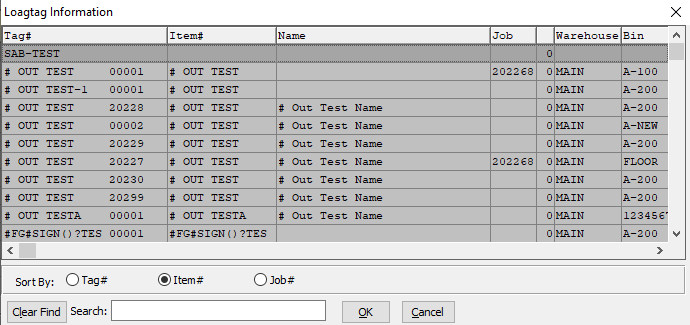 Loagtag Information
Tag# Item# Name Job Warehouse Bin
SAB-TEST 0
# OUT TEST 00001 # OUT TEST 202268 0 MAIN A-100
# OUT TEST-1 00001 # OUT TEST 0 MAIN A-200
# OUT TEST 20228 # OUT TEST # Out Test Name 0 MAIN A-200
# OUT TEST 00002 # OUT TEST # Out Test Name 0 MAIN A-NEW
# OUT TEST 20229 # OUT TEST # Out Test Name 0 MAIN A-200
# OUT TEST 20227 # OUT TEST # Out Test Name 202268 0 MAIN FLOOR
# OUT TEST 20230 # OUT TEST # Out Test Name 0 MAIN A-200
# OUT TEST 20299 # OUT TEST # Out Test Name 0 MAIN A-200
# OUT TESTA 00001 # OUT TESTA # Out Test Name 0 MAIN 1234567
#FG#SIGN()?TES 00001 #FG#SIGN()?TES 0 MAIN A-200
Sort By: Tag# Item# Job#
Clear Find Search: OK Cancel